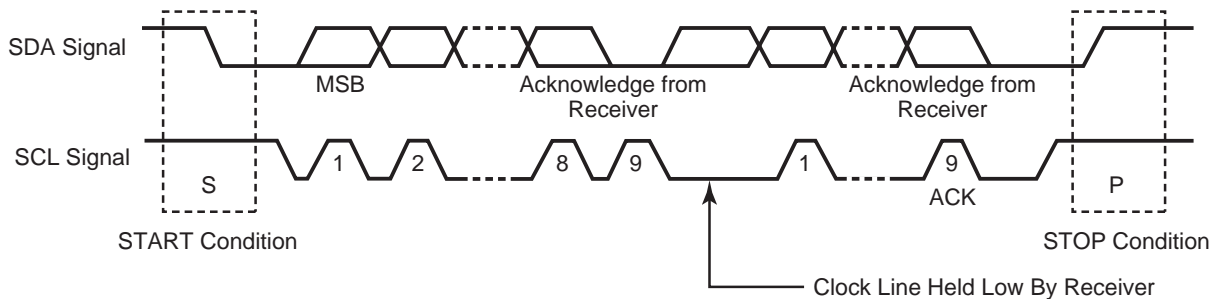 SDA Signal
MSB
Acknowledge from
Receiver
Acknowledge from
Receiver
SCL Signal
1
2
8
9
1
9
S
ACK
P
START Condition
STOP Condition
Clock Line Held Low By Receiver